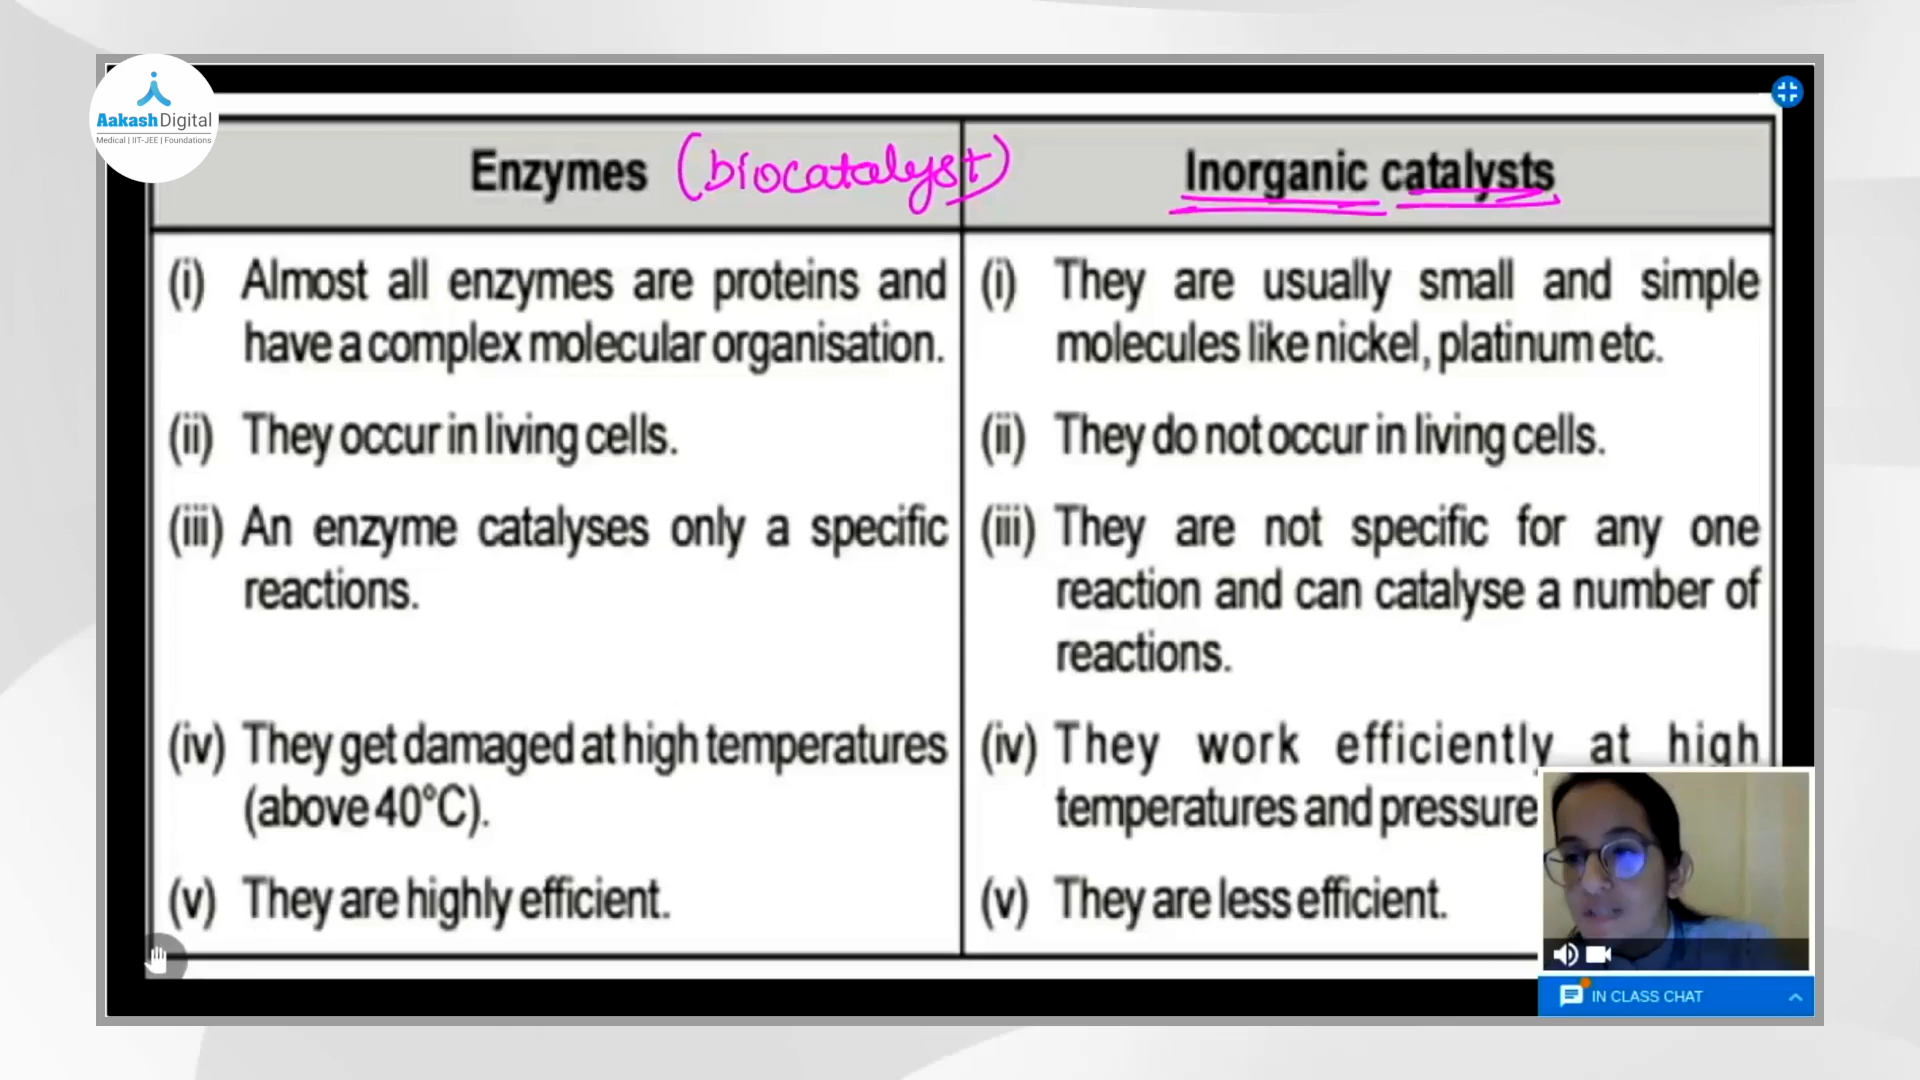 AakashDigital
Medical | IIT-JEE | Foundations
Enzymes (biocatalyst)
Inorganic catalysts
(i) Almost all enzymes are proteins and
have a complex molecular organisation.
(i) They are usually small and simple
molecules like nickel, platinum etc.
(ii) They occur in living cells.
(ii) They do not occur in living cells.
(iii) An enzyme catalyses only a specific
reactions.
(iii) They are not specific for any one
reaction and can catalyse a number of
reactions.
(iv) They get damaged at high temperatures
(above 40°C).
(iv) They work efficiently at high
temperatures and pressure
(v) They are highly efficient.
(v) They are less efficient.
IN CLASS CHAT